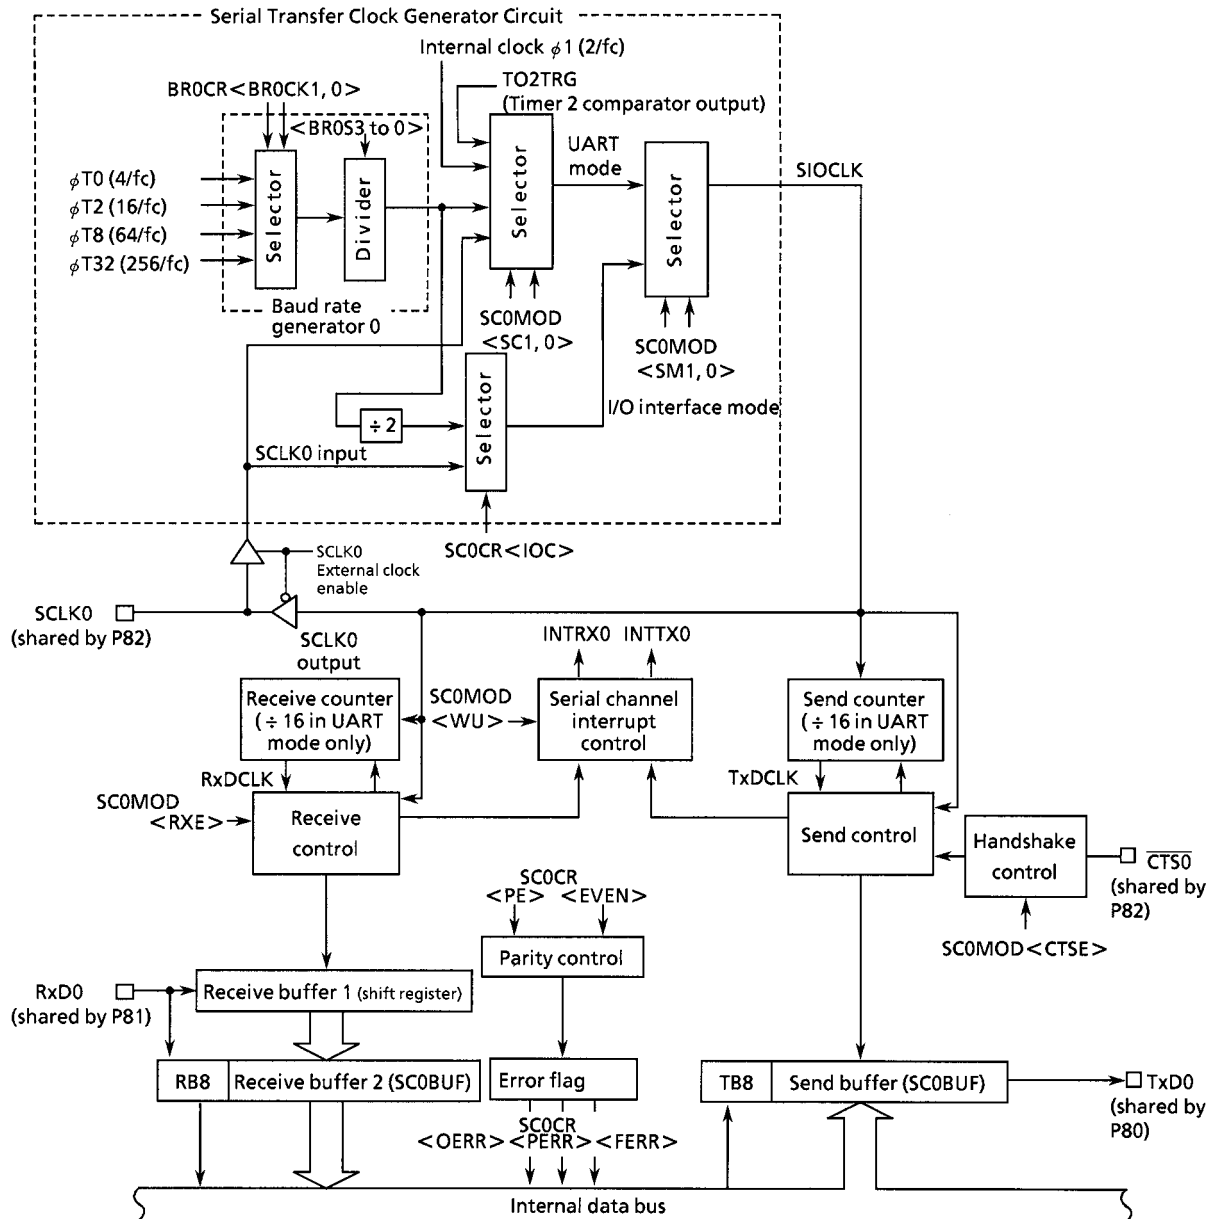 Serial Transfer Clock Generator Circuit
Internal clock φ1 (2/fc)
TO2TRG
(Timer 2 comparator output)
BR0CR<BR0CK1, 0>
<BR0S3 to 0>
UART
mode
SIOCLK
φT0 (4/fc)
φT2 (16/fc)
φT8 (64/fc)
φT32 (256/fc)
Selector
Divider
Selector
Selector
Baud rate
generator 0
SC0MOD
<SC1, 0>
SC0MOD
<SM1, 0>
I/O interface mode
÷ 2
Selector
SCLK0 input
SC0CR<IOC>
SCLK0
External clock
enable
SCLK0
(shared by P82)
SCLK0
output
INTRX0
INTTX0
Receive counter
(÷ 16 in UART
mode only)
SC0MOD
<WU>
Serial channel
interrupt
control
Send counter
(÷ 16 in UART
mode only)
RxDCLK
TxDCLK
SC0MOD
<RXE>
Receive
control
Send control
Handshake
control
CTS0
(shared by
P82)
SC0MOD<CTSE>
SC0CR
<PE>
<EVEN>
Parity control
RxD0
(shared by P81)
Receive buffer 1 (shift register)
RB8
Receive buffer 2 (SC0BUF)
Error flag
TB8
Send buffer (SC0BUF)
TxD0
(shared by
P80)
SC0CR
<OERR>
<PERR>
<FERR>
Internal data bus